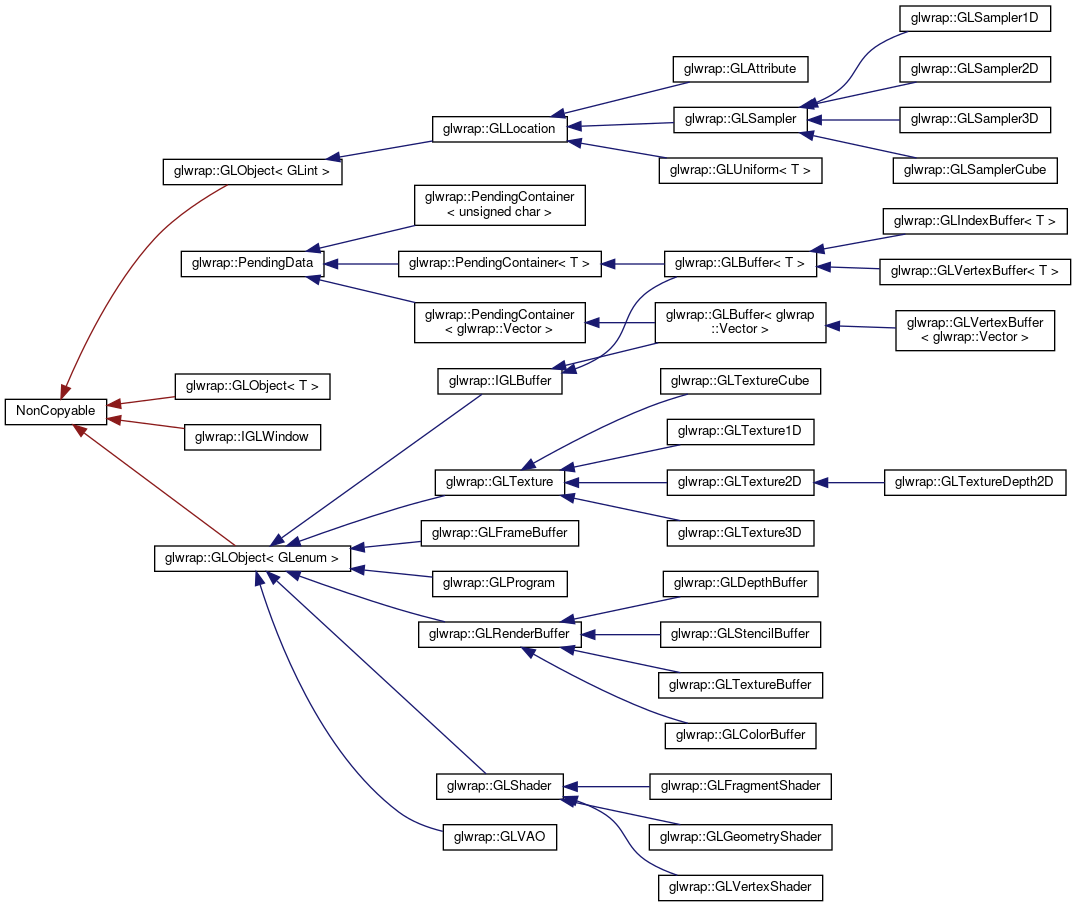 glwrap::GLSampler1D
glwrap::GLAttribute
glwrap::GLSampler2D
glwrap::GLSampler
glwrap::GLSampler3D
glwrap::GLLocation
glwrap::GLUniform< T >
glwrap::GLSamplerCube
glwrap::GLObject< GLint >
glwrap::PendingContainer
< unsigned char >
glwrap::GLIndexBuffer< T >
glwrap::PendingData
glwrap::PendingContainer< T >
glwrap::GLBuffer< T >
glwrap::GLVertexBuffer< T >
glwrap::PendingContainer
< glwrap::Vector >
glwrap::GLBuffer< glwrap
::Vector >
glwrap::GLVertexBuffer
< glwrap::Vector >
glwrap::IGLBuffer
glwrap::GLTextureCube
glwrap::GLObject< T >
NonCopyable
glwrap::IGLWindow
glwrap::GLTexture1D
glwrap::GLTexture
glwrap::GLTexture2D
glwrap::GLTextureDepth2D
glwrap::GLFrameBuffer
glwrap::GLTexture3D
glwrap::GLObject< GLenum >
glwrap::GLProgram
glwrap::GLDepthBuffer
glwrap::GLRenderBuffer
glwrap::GLStencilBuffer
glwrap::GLTextureBuffer
glwrap::GLColorBuffer
glwrap::GLShader
glwrap::GLFragmentShader
glwrap::GLVAO
glwrap::GLGeometryShader
glwrap::GLVertexShader